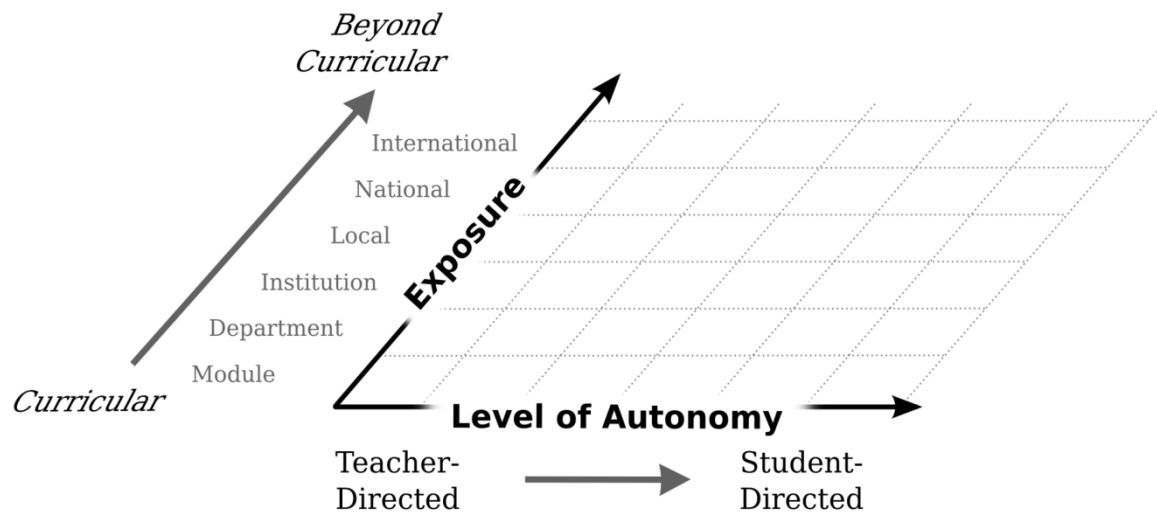 Beyond
Curricular
International
National
Local
Institution
Department
Module
Curricular
Exposure
Level of Autonomy
Teacher-
Directed
Student-
Directed